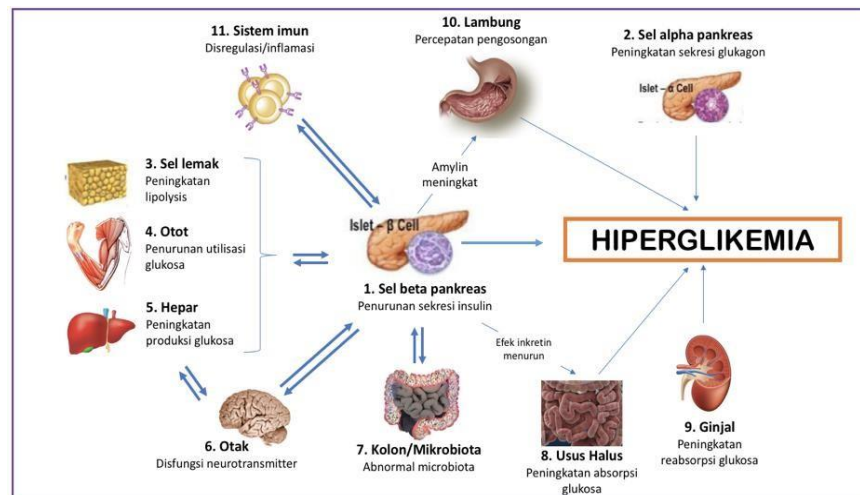 11. Sistem imun
Disregulasi/inflamasi
10. Lambung
Percepatan pengosongan
2. Sel alpha pankreas
Peningkatan sekresi glukagon
Islet – α Cell
3. Sel lemak
Peningkatan
lipolysis
Amylin
meningkat
4. Otot
Penurunan utilisasi
glukosa
Islet – β Cell
HIPERGLIKEMIA
5. Hepar
Peningkatan
produksi glukosa
1. Sel beta pankreas
Penurunan sekresi insulin
Efek inkretin
menurun
6. Otak
Disfungsi neurotransmitter
7. Kolon/Mikrobiota
Abnormal microbiota
8. Usus Halus
Peningkatan absorpsi
glukosa
9. Ginjal
Peningkatan
reabsorpsi glukosa